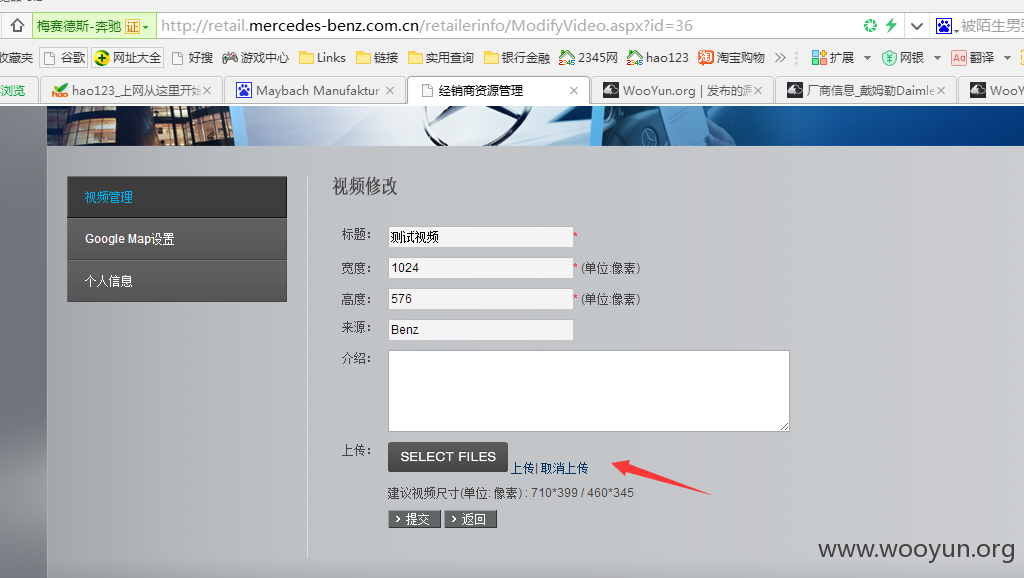 梅赛德斯-奔驰 证 http://retail.mercedes-benz.com.cn/retailerinfo/ModifyVideo.aspx?id=36 被陌生男
收藏夹 谷歌 网址大全 好搜 游戏中心 Links 链接 实用查询 银行金融 2345网 hao123 淘宝购物 >> 扩展 网银 Aa 翻译
浏览 hao123_上网从这里开始 Maybach Manufaktur 经销商资源管理 WooYun.org | 发布的漏 厂商信息_戴姆勒Daimle WooY
视频管理
Google Map设置
个人信息
视频修改
标题: 测试视频 *
宽度: 1024 * (单位:像素)
高度: 576 * (单位:像素)
来源: Benz
介绍:
上传: SELECT FILES 上传| 取消上传
建议视频尺寸(单位: 像素) : 710*399 / 460*345
› 提交 › 返回
www.wooyun.org